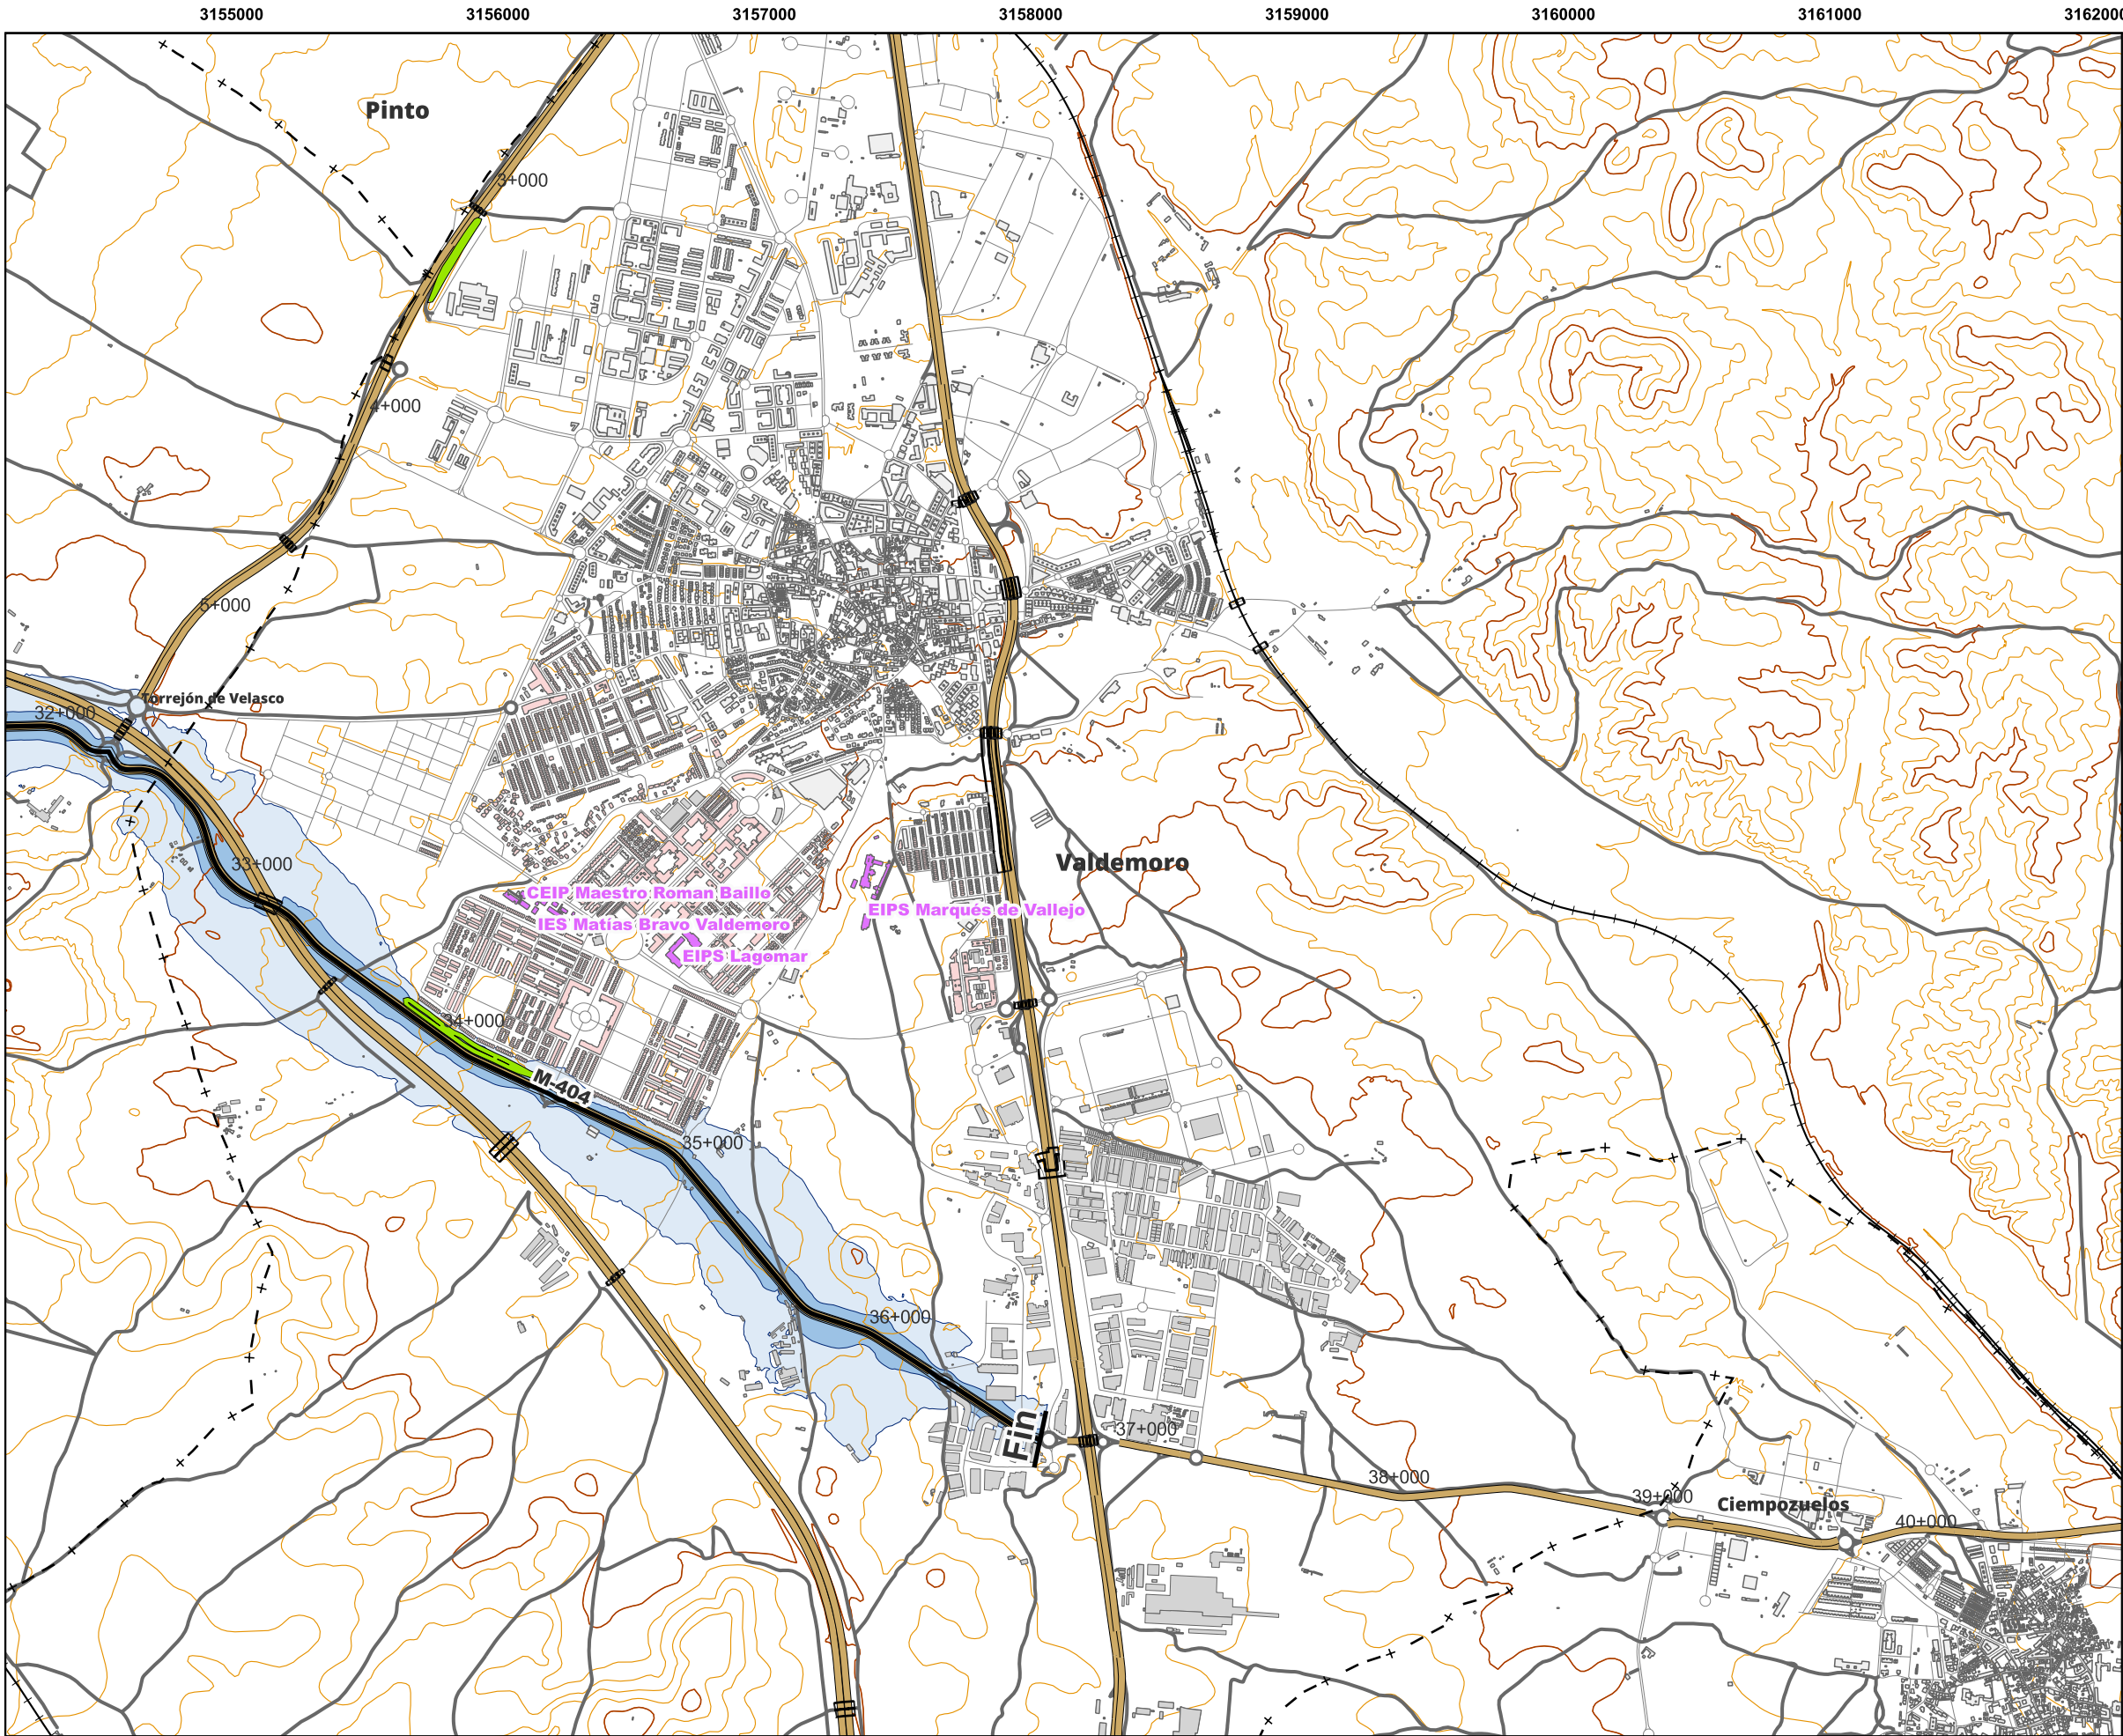 3155000 3156000 3157000 3158000 3159000 3160000 3161000 3162000
Pinto
3+000
4+000
5+000
Torrejón de Velasco
32+000
Valdemoro
33+000
CEIP Maestro Roman Baillo
EIPS Marqués de Vallejo
IES Matías Bravo Valdemoro
EIPS Lagomar
34+000
M-404
35+000
36+000
Fin
37+000
38+000
39+000
Ciempozuelos
40+000